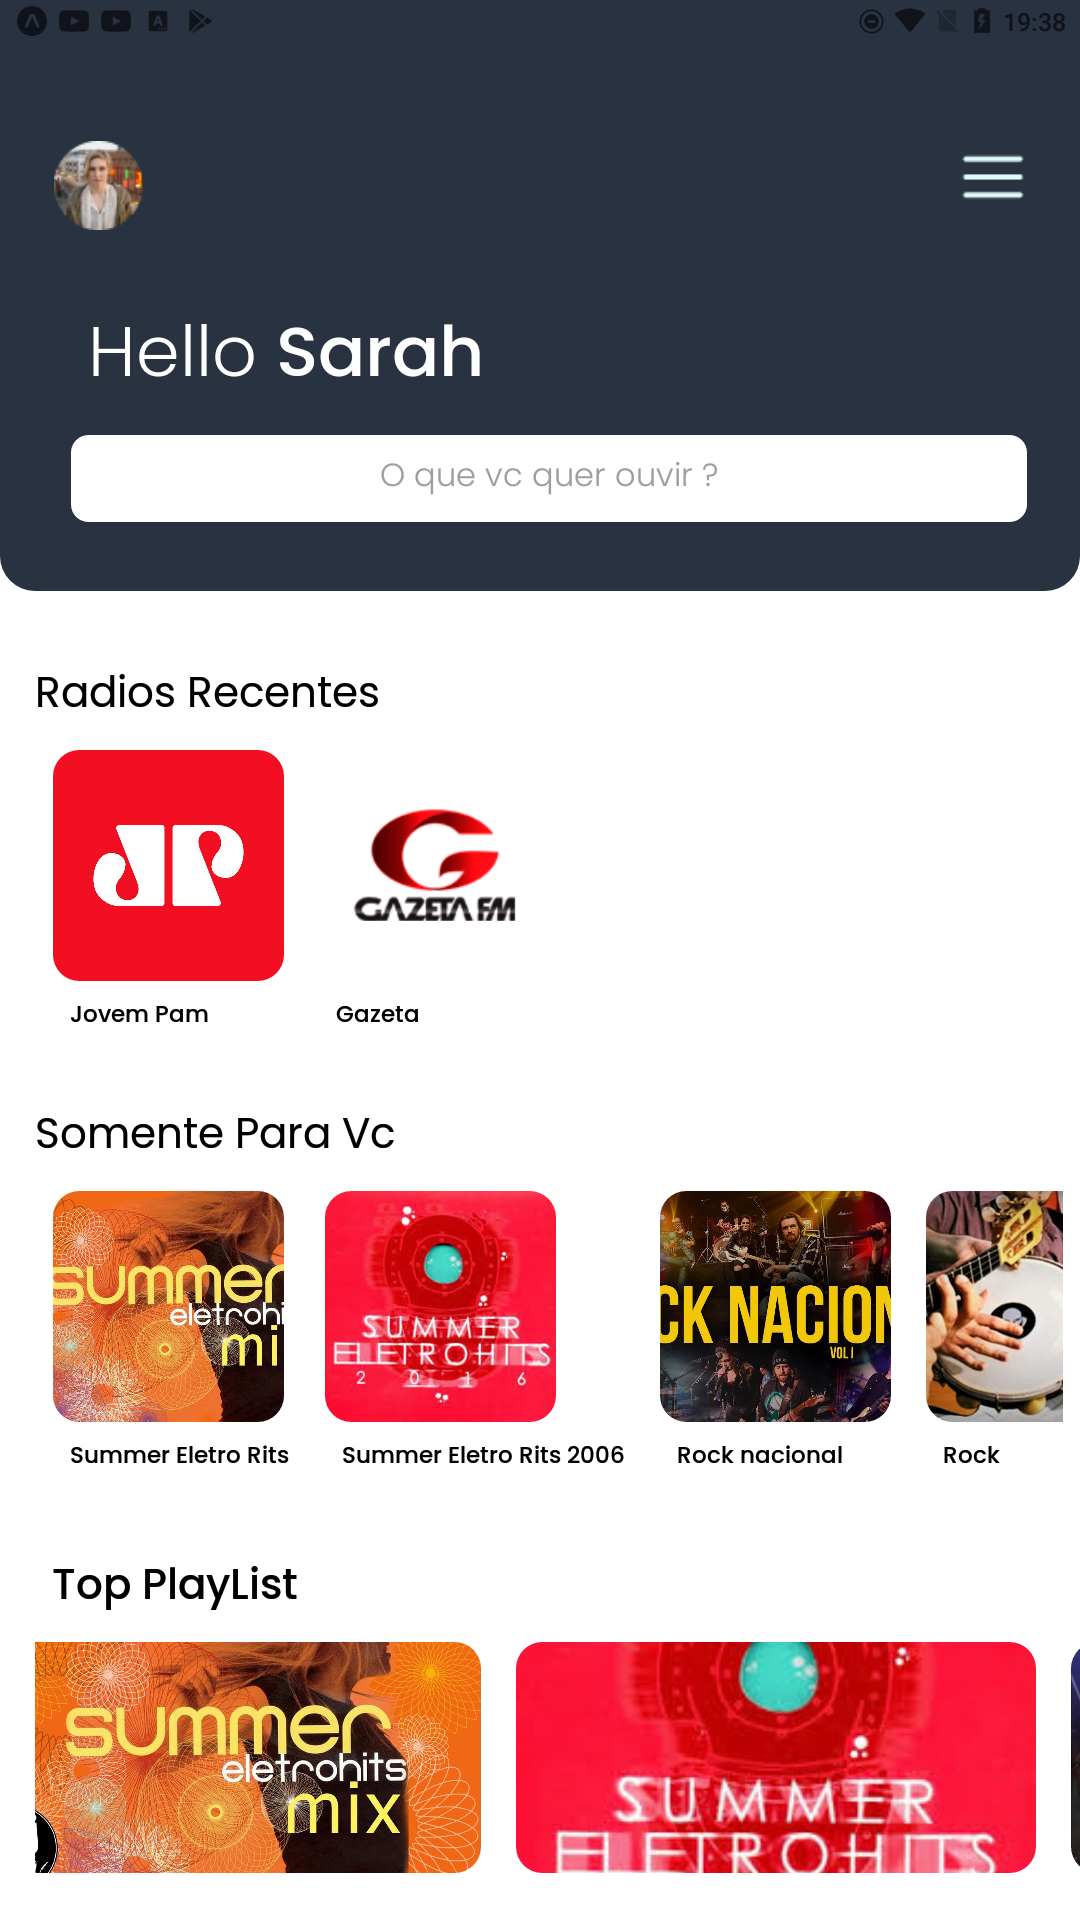 19:38
Hello Sarah
O que vc quer ouvir ?
Radios Recentes
JP
GAZETA FM
Jovem Pam
Gazeta
Somente Para Vc
summer
eletrohi
mi
SUMMER
ELETROHITS
2 0 1 6
CK NACION
VOL I
Summer Eletro Rits
Summer Eletro Rits 2006
Rock nacional
Rock
Top PlayList
summer
eletrohits
mix
SUMMER
ELETROHITS